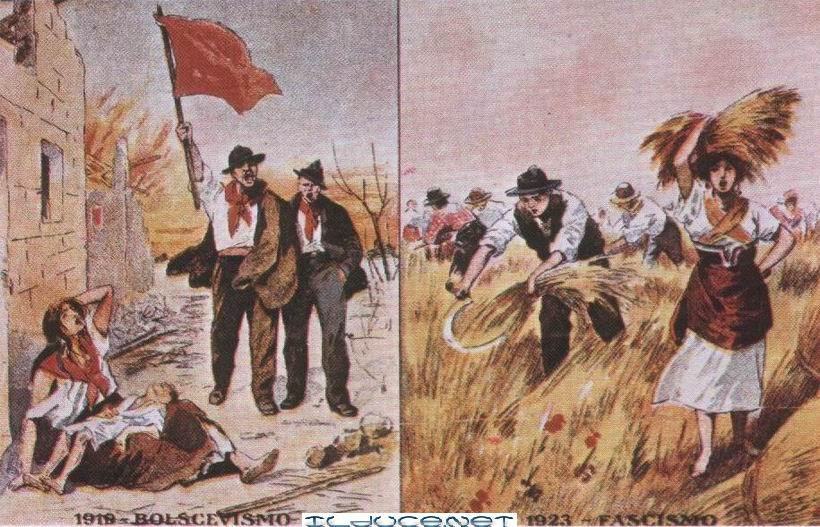 1919 - BOLSCEVISMO
ILDUCE.NET
1923 - FASCISMO